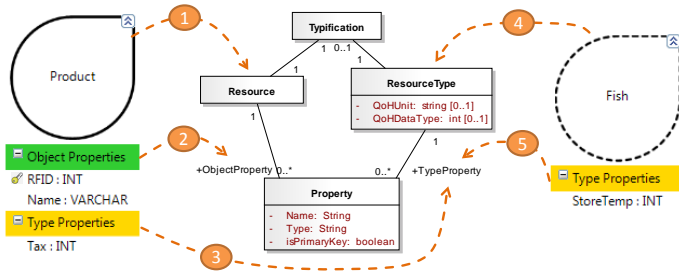 Product
Object Properties
RFID : INT
Name : VARCHAR
Type Properties
Tax : INT
1
2
3
Typification
1
0..1
1
1
Resource
1
ResourceType
- QoHUnit: string [0..1]
- QoHDataType: int [0..1]
1
+ObjectProperty
0..*
0..*
+TypeProperty
Property
- Name: String
- Type: String
- isPrimaryKey: boolean
4
5
Fish
Type Properties
StoreTemp : INT